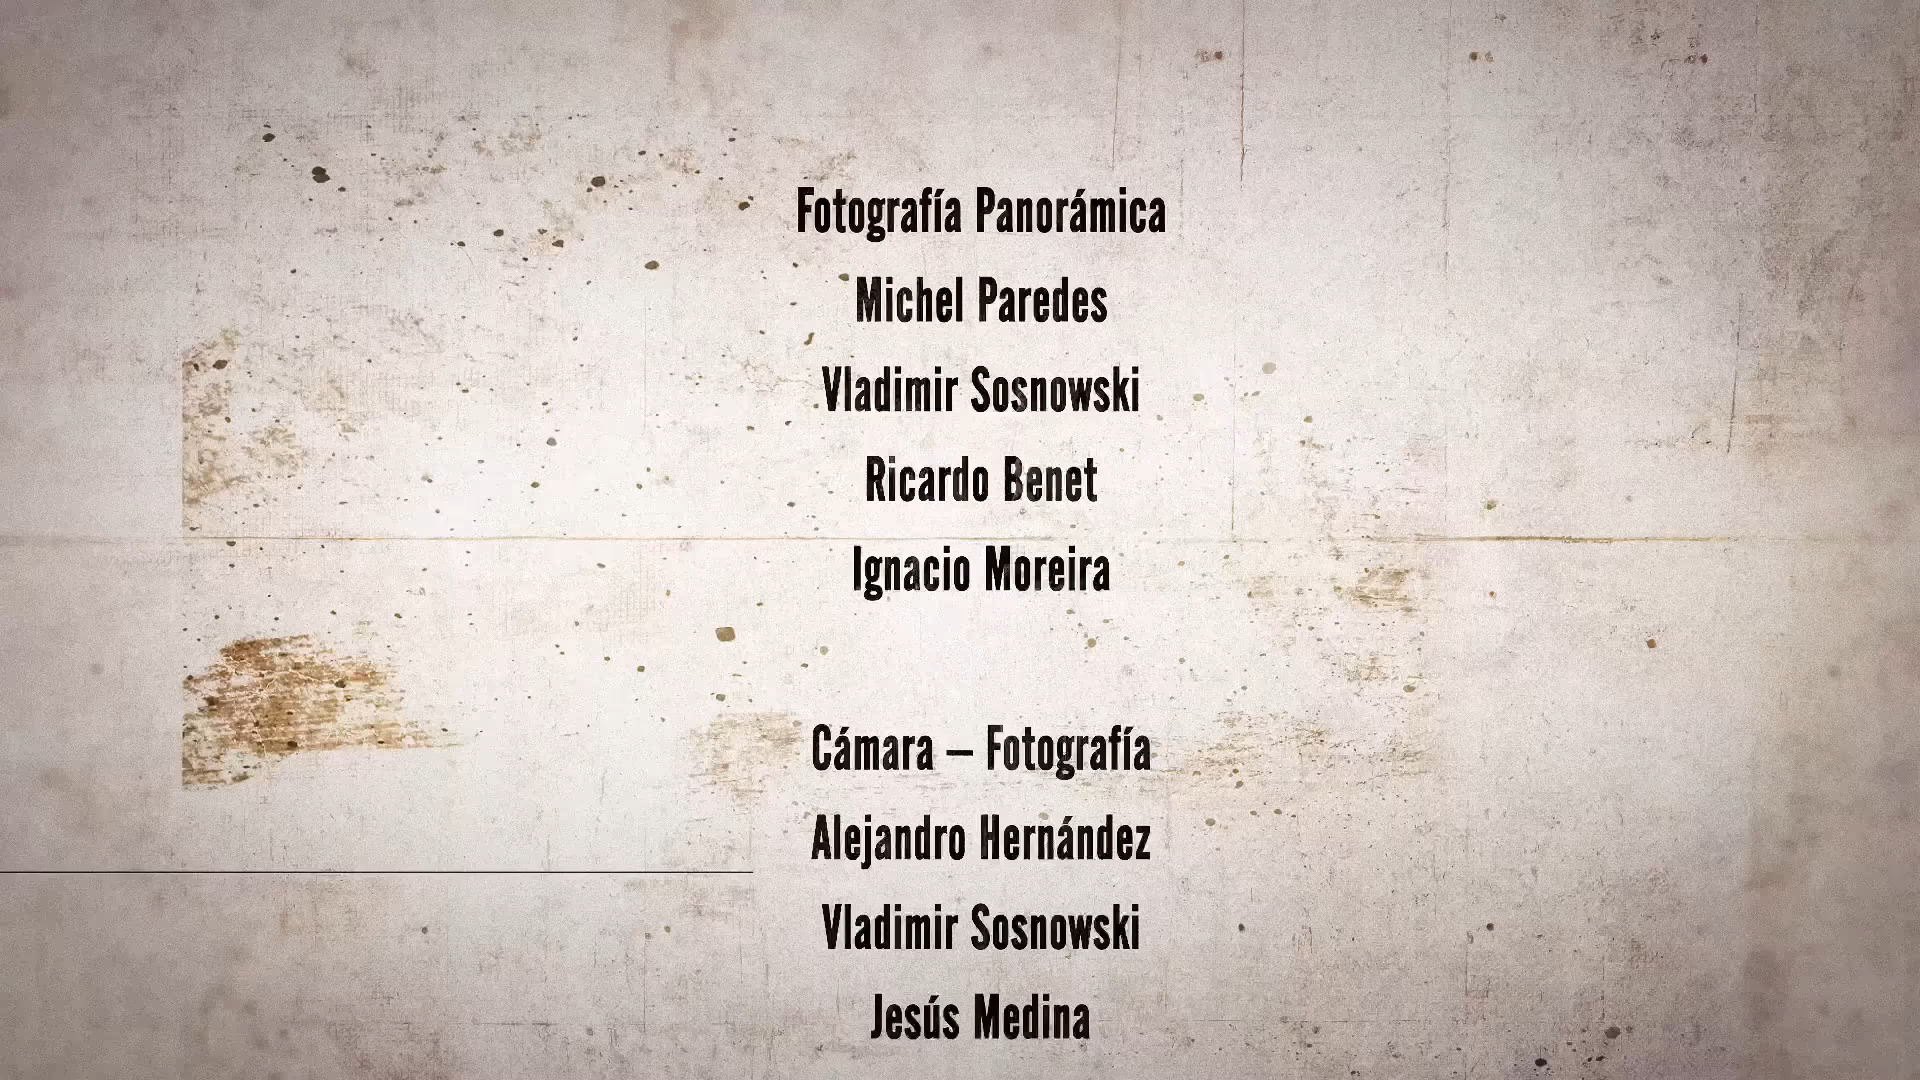 Fotografía Panorámica
Michel Paredes
Vladimir Sosnowski
Ricardo Benet
Ignacio Moreira
Cámara – Fotografía
Alejandro Hernández
Vladimir Sosnowski
Jesús Medina